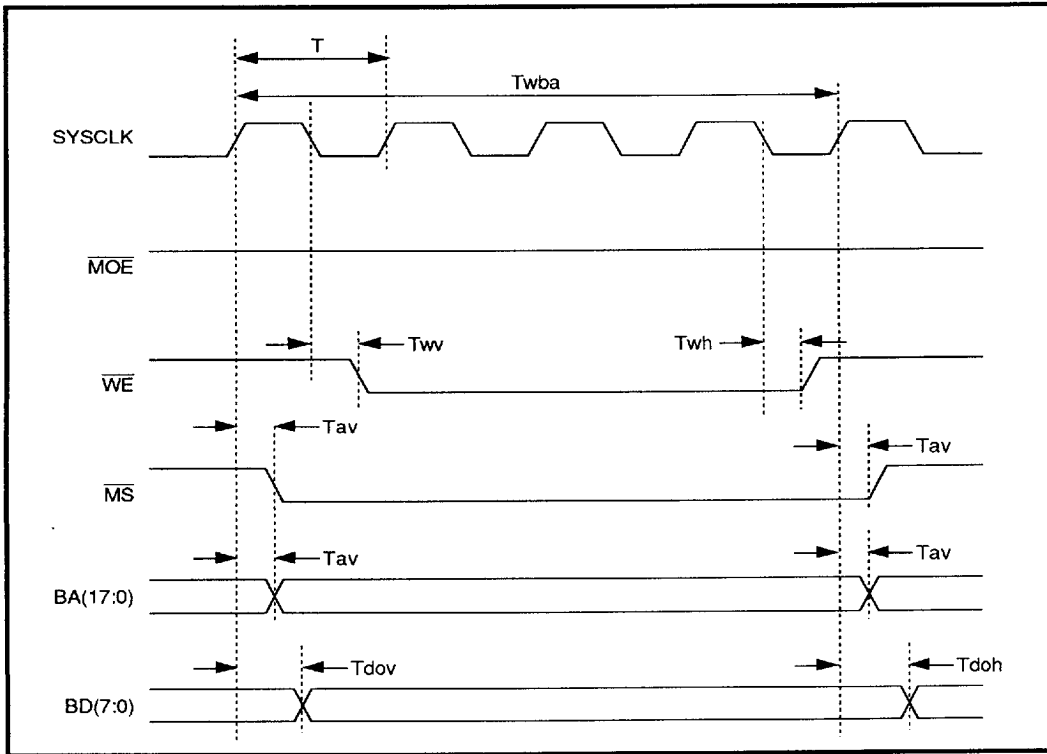 T
Twba
SYSCLK
MOE
Twv
Twh
WE
Tav
Tav
MS
Tav
Tav
BA(17:0)
Tdov
Tdoh
BD(7:0)